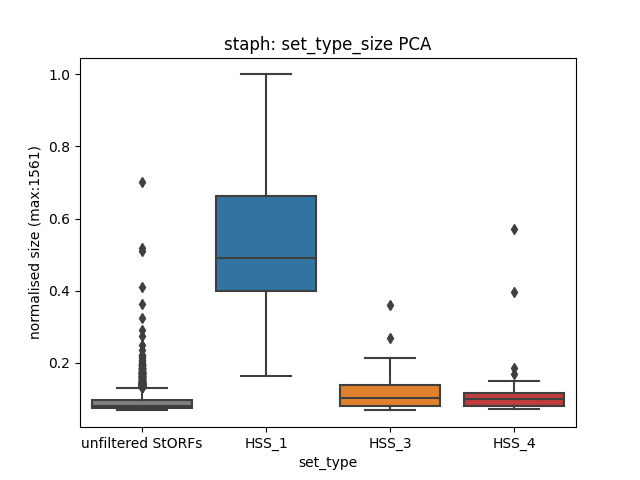 staph: set_type_size PCA
normalised size (max:1561)
1.0
0.8
0.6
0.4
0.2
unfiltered StORFs HSS_1 HSS_3 HSS_4
set_type